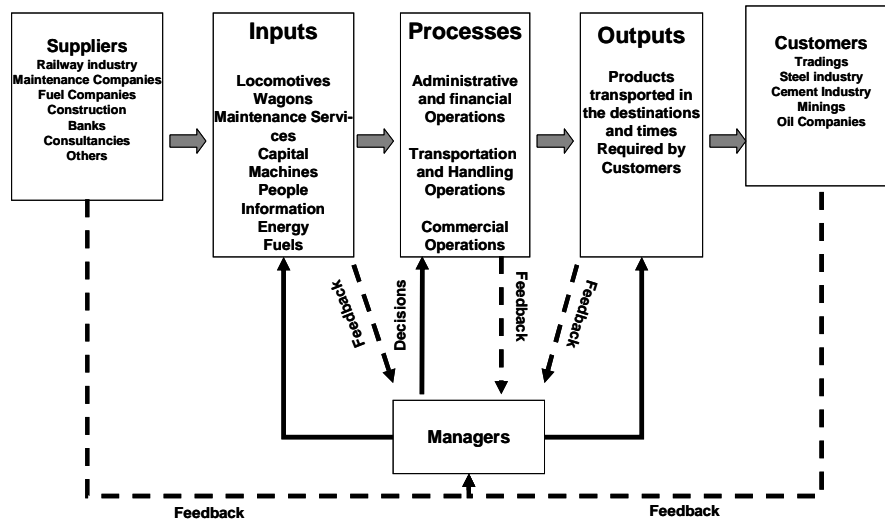 Suppliers
Railway industry
Maintenance Companies
Fuel Companies
Construction
Banks
Consultancies
Others
Inputs
Locomotives
Wagons
Maintenance Servi-
ces
Capital
Machines
People
Information
Energy
Fuels
Processes
Administrative
and financial
Operations
Transportation
and Handling
Operations
Commercial
Operations
Outputs
Products
transported in
the destinations
and times
Required by
Customers
Customers
Tradings
Steel industry
Cement Industry
Minings
Oil Companies
Feedback
Decisions
Feedback
Feedback
Managers
Feedback
Feedback